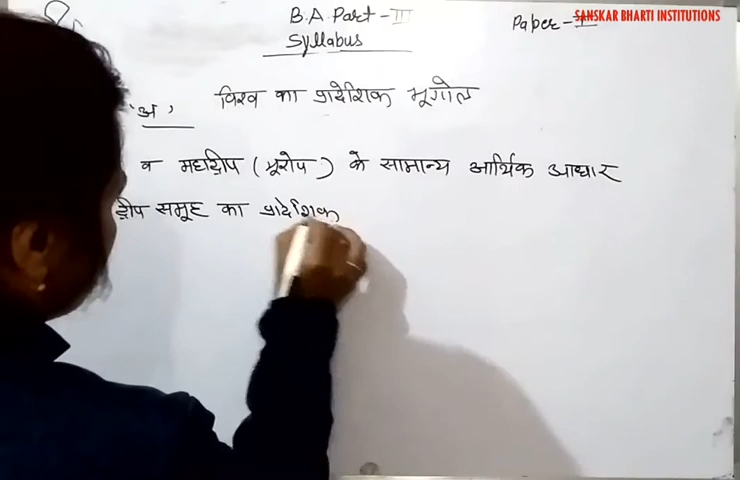 B.A Part - III
Syllabus
Paper -
SANSKAR BHARTI INSTITUTIONS
'अ' विश्व का प्रादेशिक भूगोल
व महाद्वीप (यूरोप) के सामान्य आर्थिक आधार
द्वीप समूह का प्रादेशिक